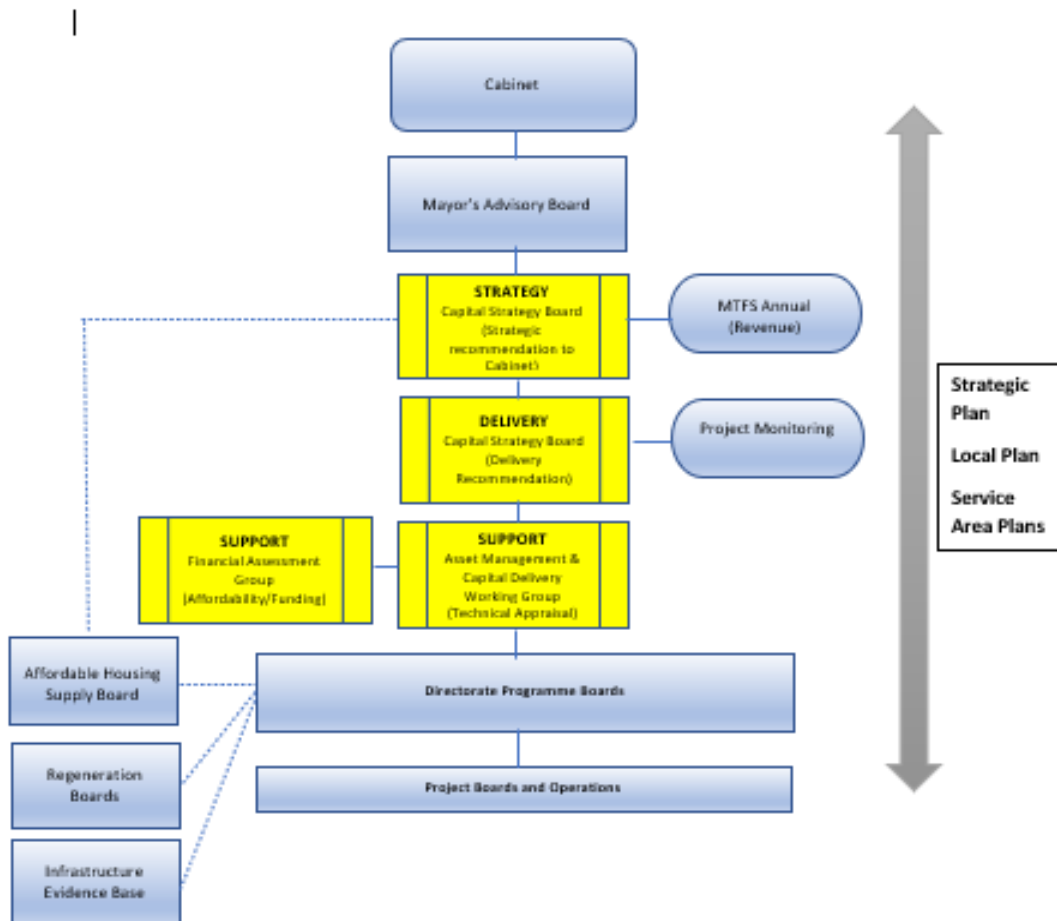 Cabinet
Mayor's Advisory Board
STRATEGY
Capital Strategy Board
(Strategic
recommendation to
Cabinet)
MTFS Annual
(Revenue)
DELIVERY
Capital Strategy Board
(Delivery
Recommendation)
Project Monitoring
Strategic
Plan
Local Plan
Service
Area Plans
SUPPORT
Financial Assessment
Group
(Affordability/Funding)
SUPPORT
Asset Management &
Capital Delivery
Working Group
(Technical Appraisal)
Affordable Housing
Supply Board
Directorate Programme Boards
Regeneration
Boards
Project Boards and Operations
Infrastructure
Evidence Base